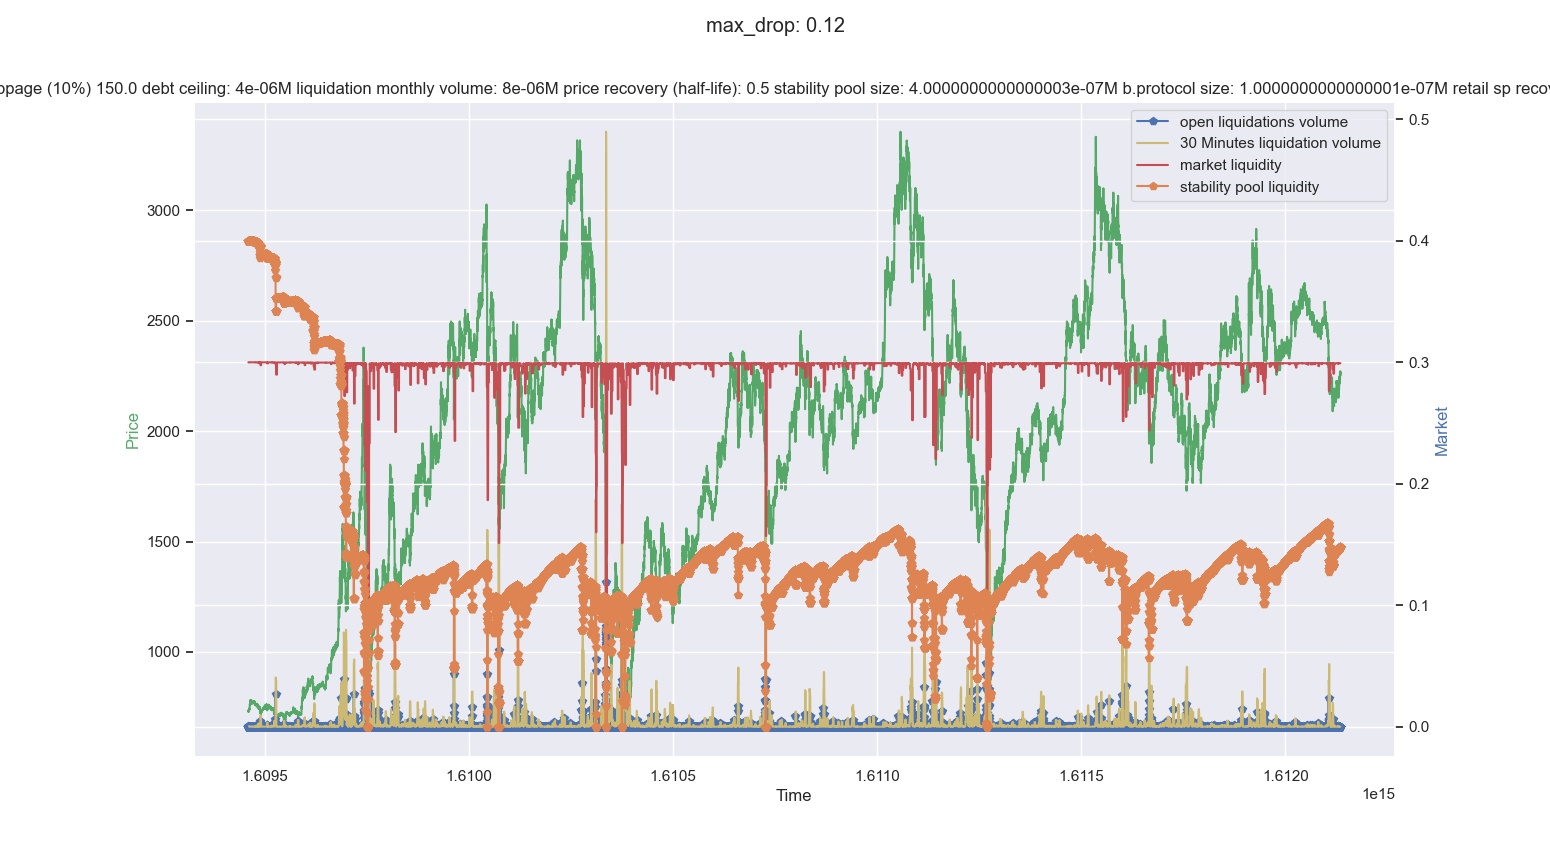 max_drop: 0.12
opage (10%) 150.0 debt ceiling: 4e-06M liquidation monthly volume: 8e-06M price recovery (half-life): 0.5 stability pool size: 4.0000000000000003e-07M b.protocol size: 1.0000000000000001e-07M retail sp recov
open liquidations volume
30 Minutes liquidation volume
market liquidity
stability pool liquidity
3000
2500
2000
1500
1000
Price
0.5
0.4
0.3
0.2
0.1
0.0
Market
1.6095
1.6100
1.6105
1.6110
1.6115
1.6120
Time
1e15